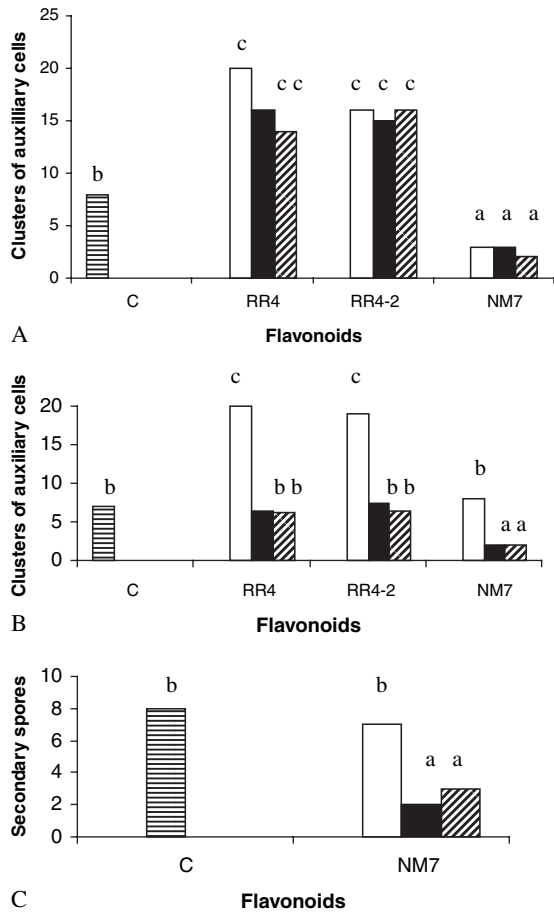 Clusters of auxilliary cells
25
20
15
10
5
0
b
c
c c
c c c
a a a
C RR4 RR4-2 NM7
A
Flavonoids
Clusters of auxiliary cells
20
15
10
5
0
b
c
b b
c
b b
b
a a
C RR4 RR4-2 NM7
B
Flavonoids
Secondary spores
10
8
6
4
2
0
b
b
a a
C NM7
C
Flavonoids